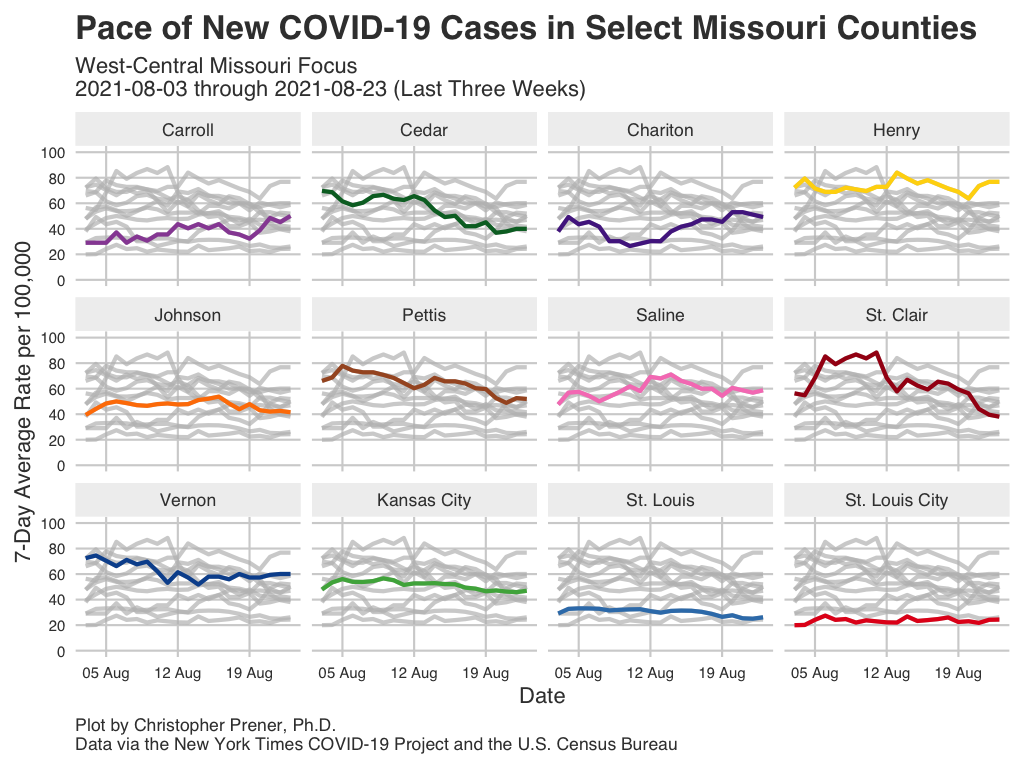 Pace of New COVID-19 Cases in Select Missouri Counties
West-Central Missouri Focus
2021-08-03 through 2021-08-23 (Last Three Weeks)
Carroll Cedar Chariton Henry
100
80
60
40
20
0
Johnson Pettis Saline St. Clair
100
80
60
40
20
0
Vernon Kansas City St. Louis St. Louis City
100
80
60
40
20
0
05 Aug 12 Aug 19 Aug 05 Aug 12 Aug 19 Aug 05 Aug 12 Aug 19 Aug 05 Aug 12 Aug 19 Aug
7-Day Average Rate per 100,000
Date
Plot by Christopher Prener, Ph.D.
Data via the New York Times COVID-19 Project and the U.S. Census Bureau